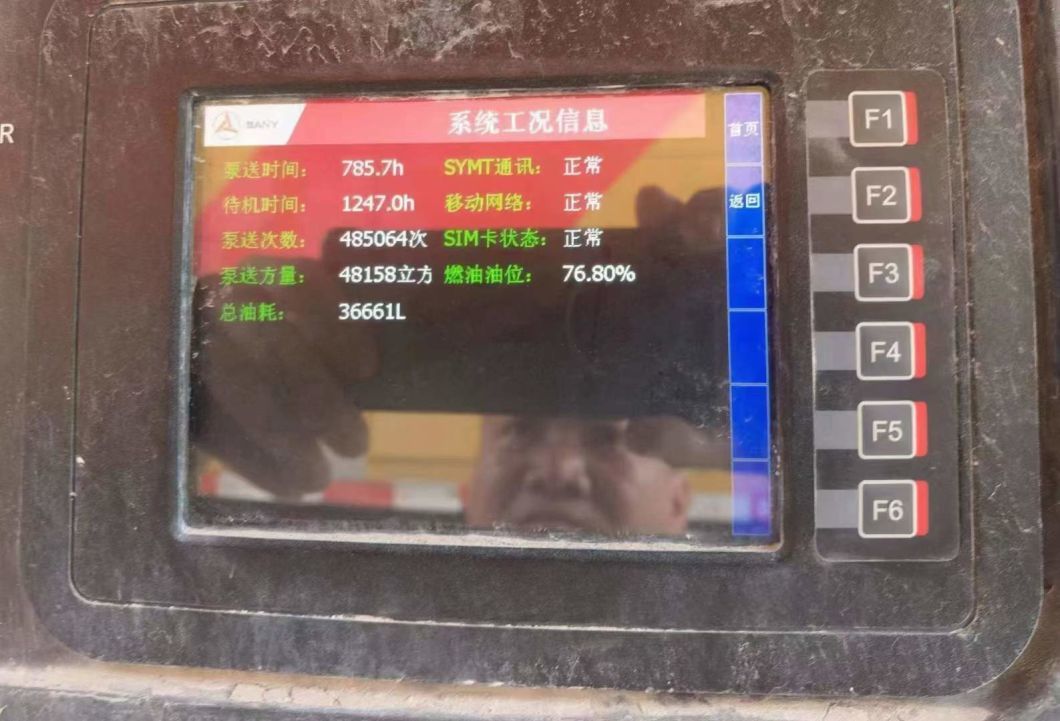 R
SANY
系统工况信息
首页
泵送时间： 785.7h SYMT通讯： 正常
待机时间： 1247.0h 移动网络： 正常
返回
泵送次数： 485064次 SIM卡状态： 正常
泵送方量： 48158立方 燃油油位： 76.80%
总油耗： 36661L
F1
F2
F3
F4
F5
F6